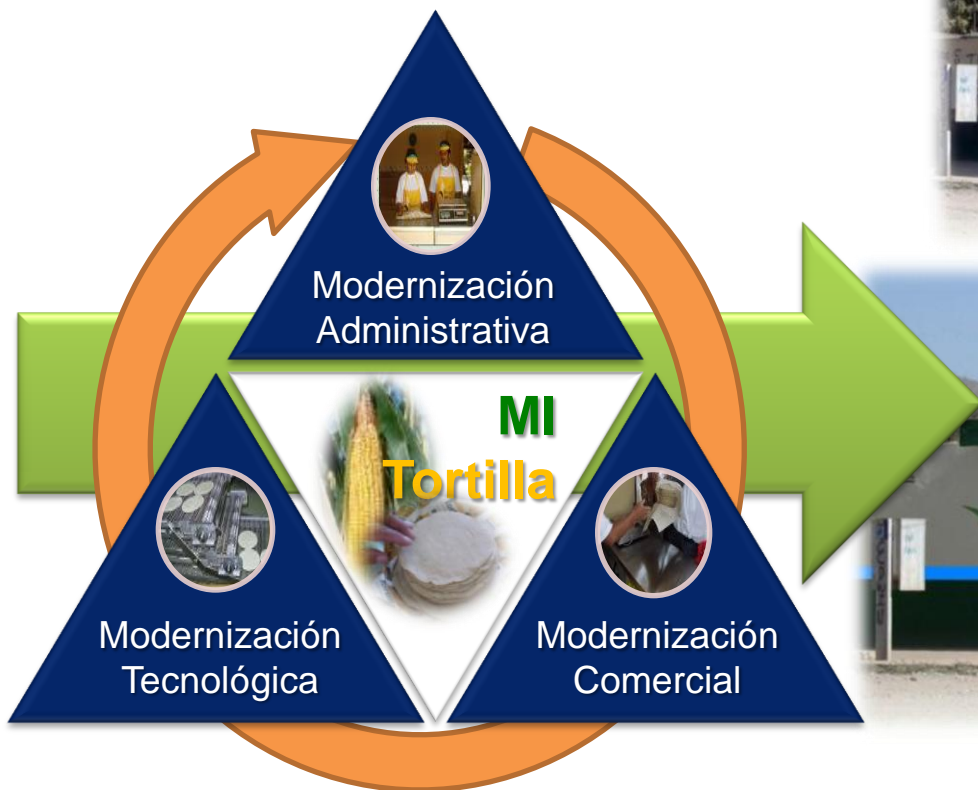 Modernización
Administrativa
MI
Tortilla
Modernización
Tecnológica
Modernización
Comercial